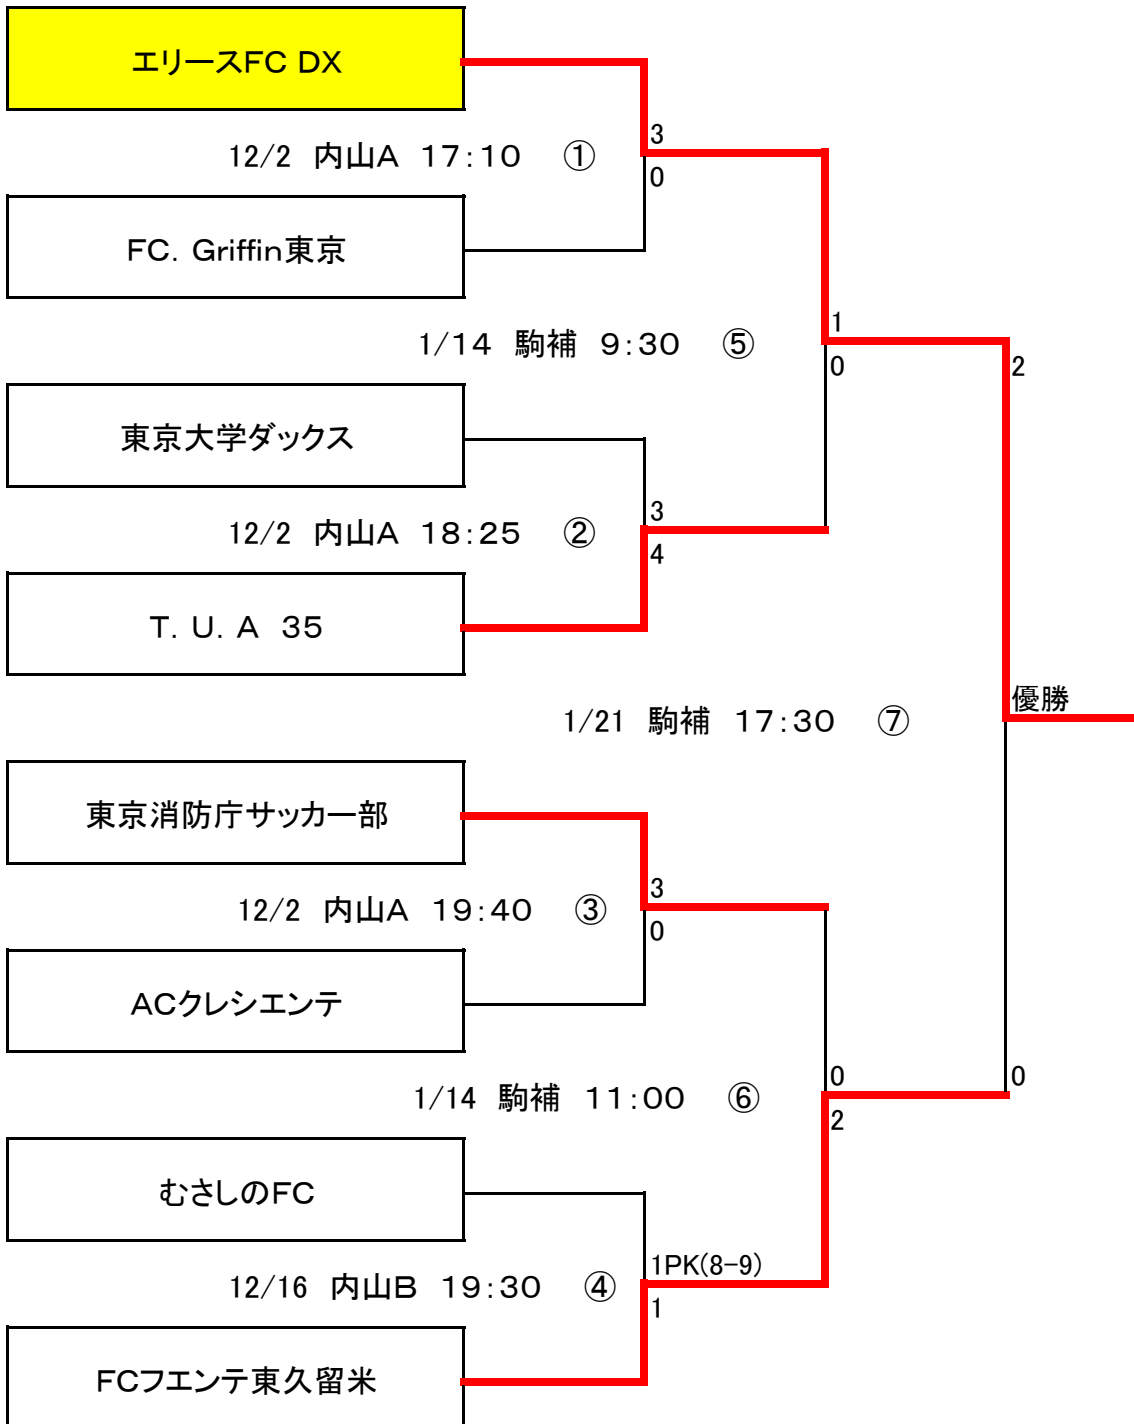 エリースFC DX
3
12/2 内山A 17:10 ①
0
FC. Griffin東京
1
1/14 駒補 9:30 ⑤
0
2
東京大学ダックス
3
12/2 内山A 18:25 ②
4
T. U. A 35
優勝
1/21 駒補 17:30 ⑦
東京消防庁サッカー部
3
12/2 内山A 19:40 ③
0
ACクレシエンテ
0
0
1/14 駒補 11:00 ⑥
2
むさしのFC
1PK(8-9)
12/16 内山B 19:30 ④
1
FCフエンテ東久留米